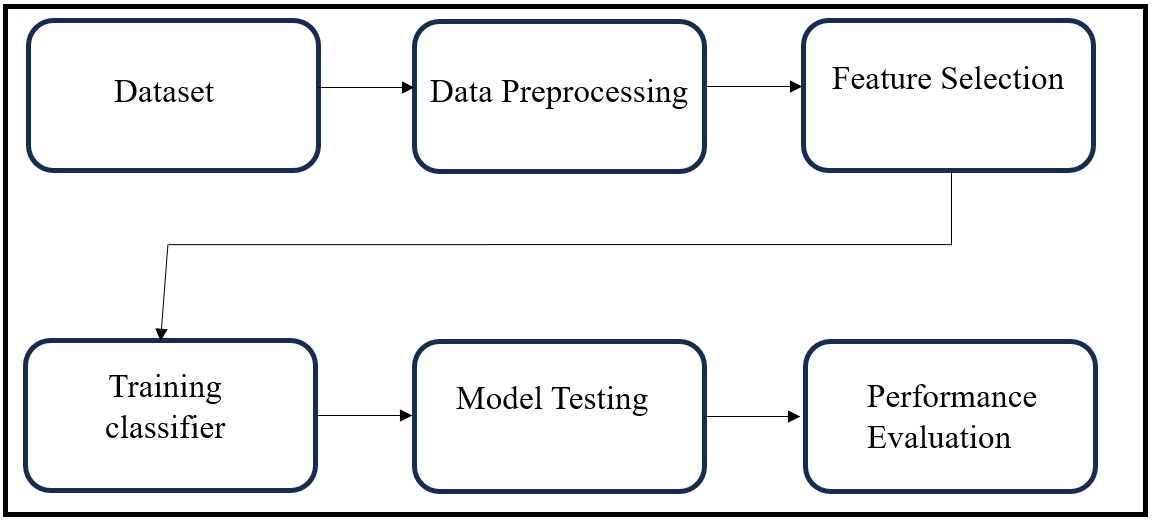 Dataset
Data Preprocessing
Feature Selection
Training
classifier
Model Testing
Performance
Evaluation